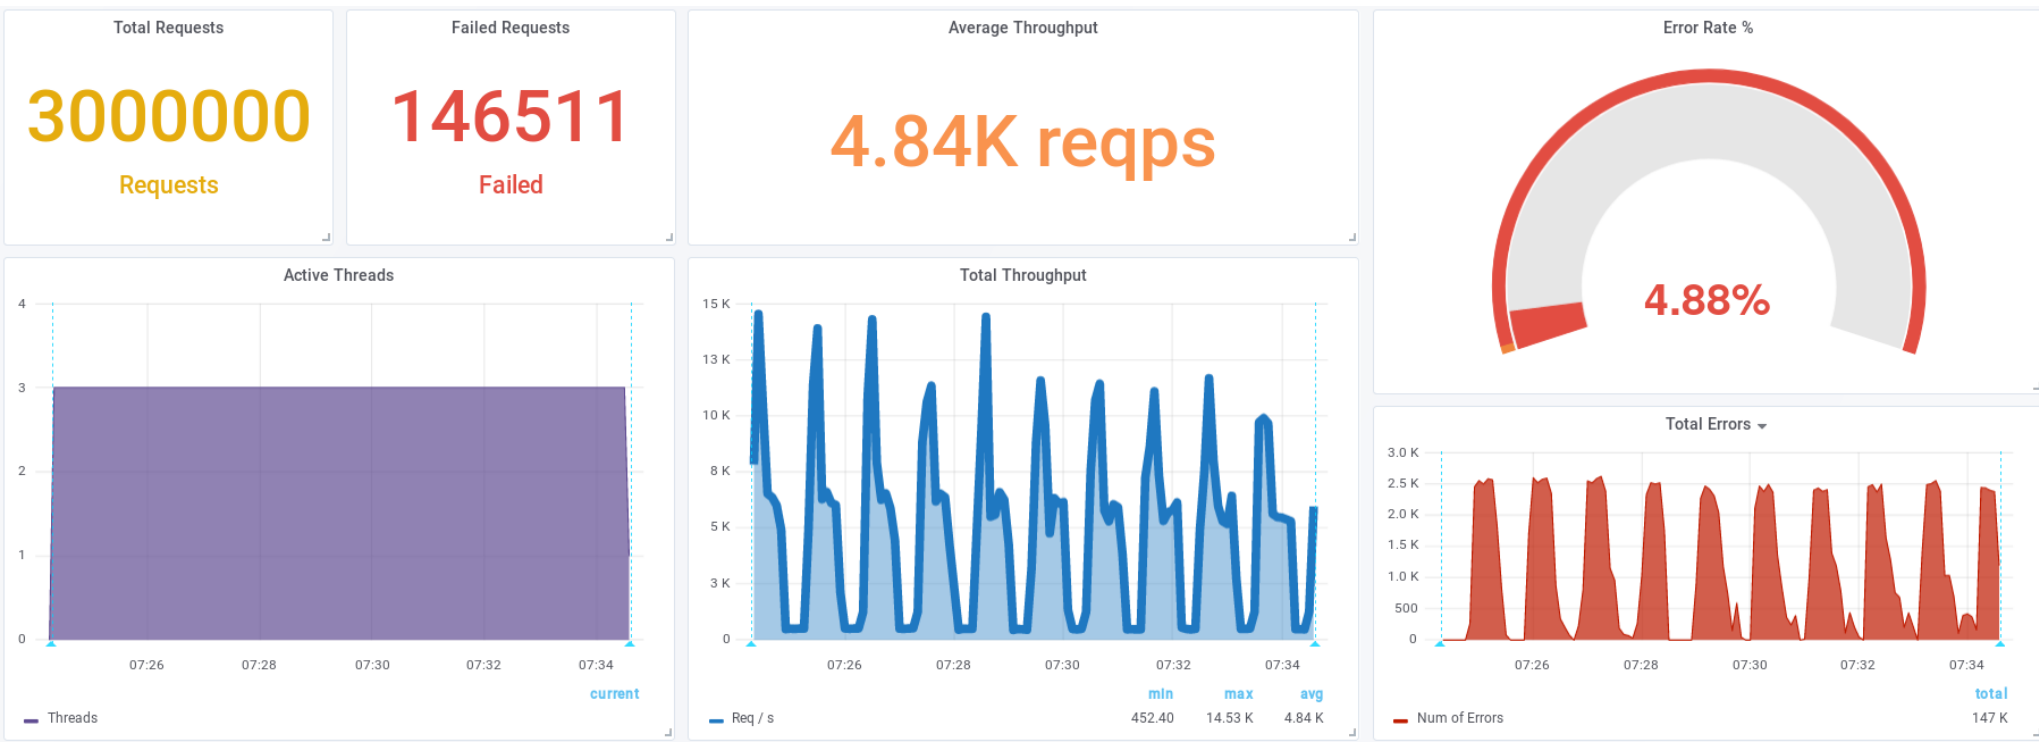 Total Requests
3000000
Requests
Failed Requests
146511
Failed
Average Throughput
4.84K reqps
Error Rate %
4.88%
Active Threads
4
3
2
1
0
07:26 07:28 07:30 07:32 07:34
current
Threads
Total Throughput
15 K
13 K
10 K
8 K
5 K
3 K
0
07:26 07:28 07:30 07:32 07:34
min max avg
Req / s 452.40 14.53 K 4.84 K
Total Errors
3.0 K
2.5 K
2.0 K
1.5 K
1.0 K
500
0
07:26 07:28 07:30 07:32 07:34
total
Num of Errors 147 K